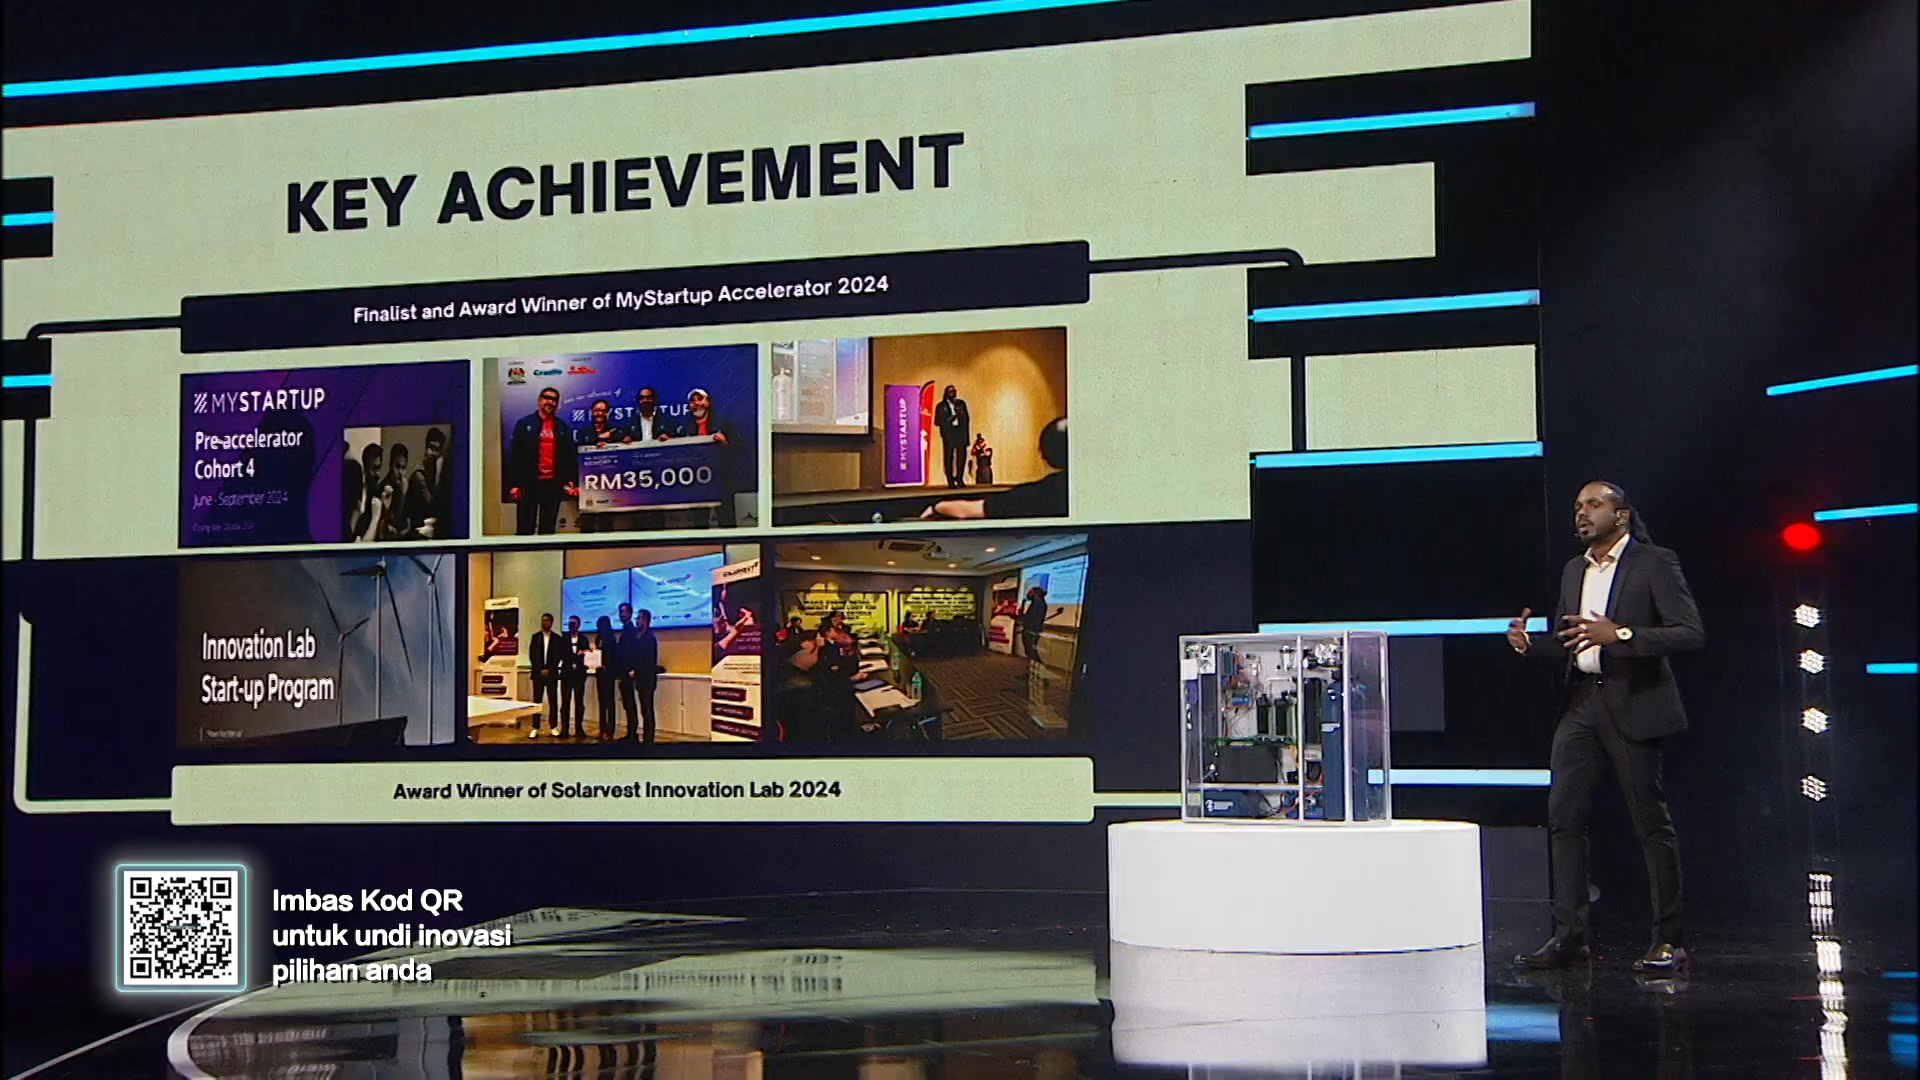 KEY ACHIEVEMENT
Finalist and Award Winner of MyStartup Accelerator 2024
MYSTARTUP
Pre-accelerator
Cohort 4
June - September 2024
MYSTARTUP
RM35,000
MYSTARTUP
Innovation Lab
Start-up Program
Award Winner of Solarvest Innovation Lab 2024
Imbas Kod QR
untuk undi inovasi
pilihan anda